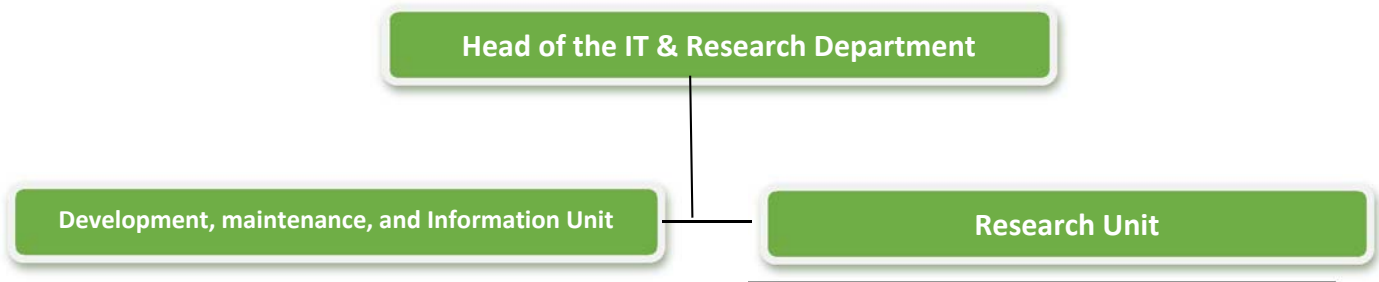 Head of the IT & Research Department
Development, maintenance, and Information Unit
Research Unit